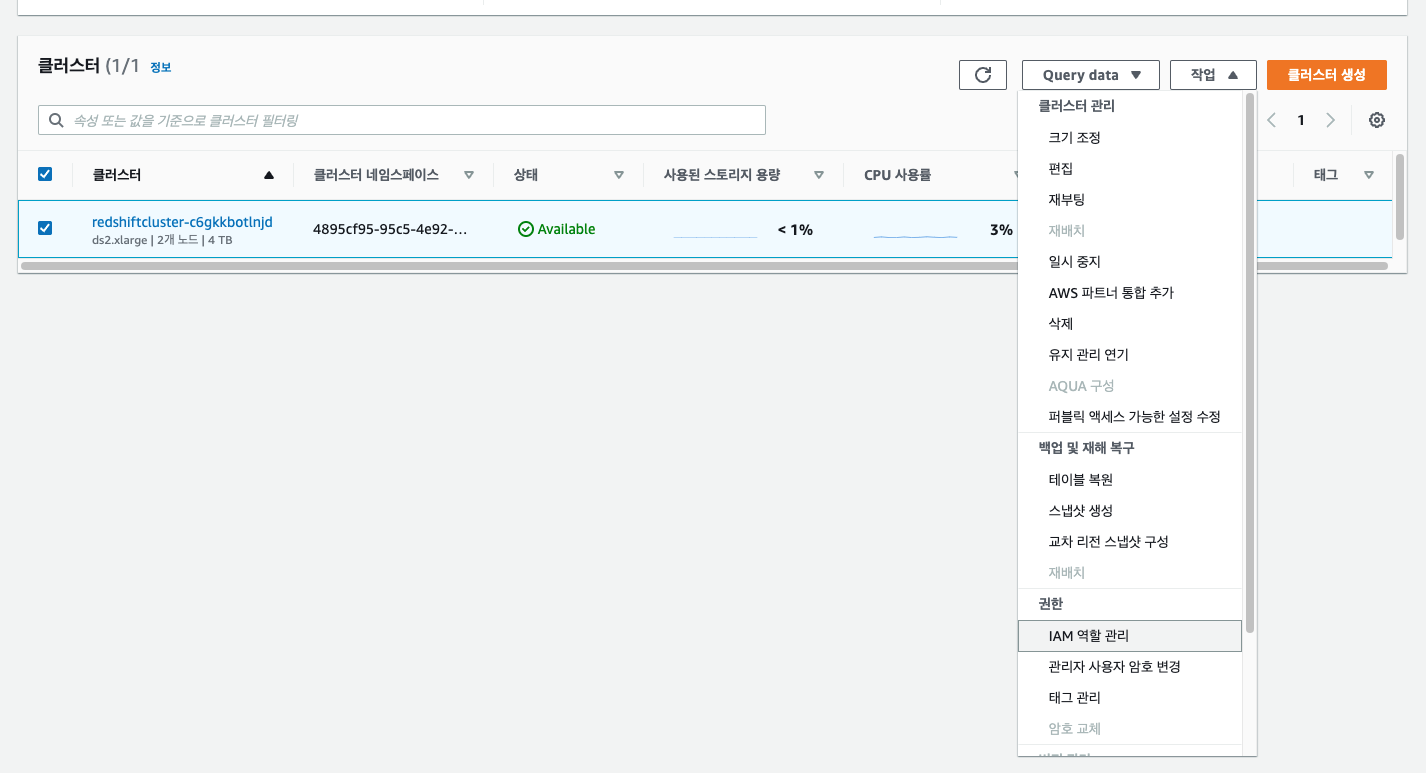 클러스터 (1/1 정보
Query data
작업
클러스터 생성
속성 또는 값을 기준으로 클러스터 필터링
1
클러스터
클러스터 네임스페이스
상태
사용된 스토리지 용량
CPU 사용률
태그
redshiftcluster-c6gkkbotlnjd
ds2.xlarge | 2개 노드 | 4 TB
4895cf95-95c5-4e92-...
Available
< 1%
3%
클러스터 관리
크기 조정
편집
재부팅
재배치
일시 중지
AWS 파트너 통합 추가
삭제
유지 관리 연기
AQUA 구성
퍼블릭 액세스 가능한 설정 수정
백업 및 재해 복구
테이블 복원
스냅샷 생성
교차 리전 스냅샷 구성
재배치
권한
IAM 역할 관리
관리자 사용자 암호 변경
태그 관리
암호 교체